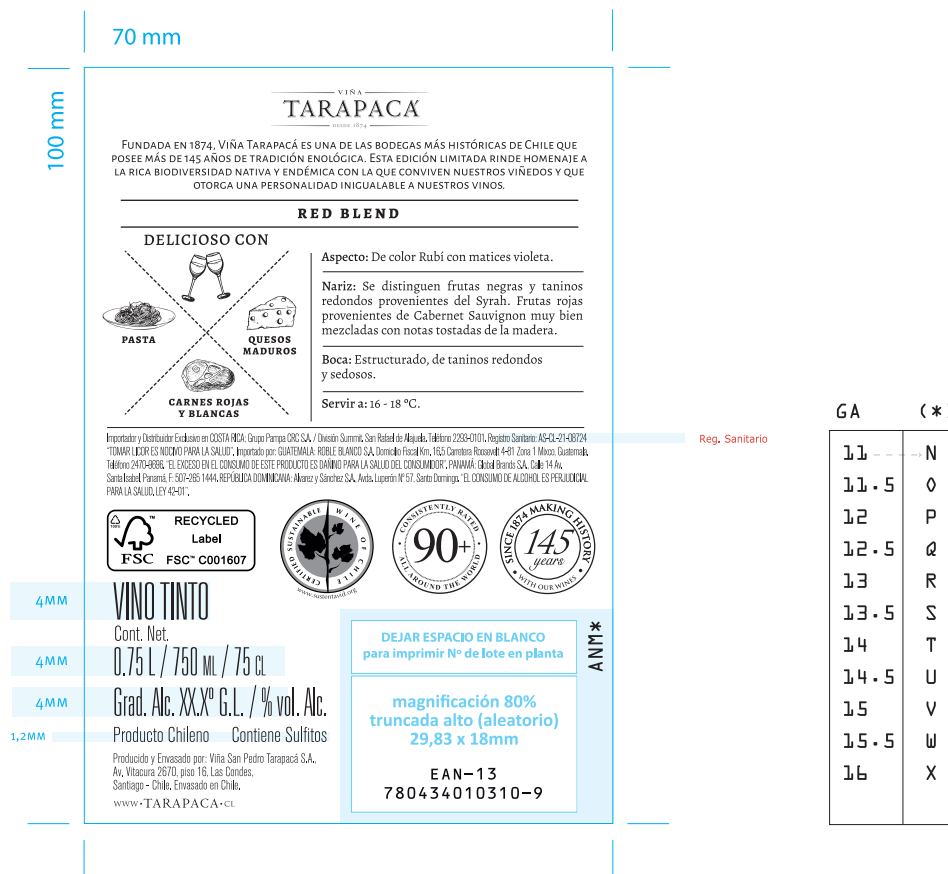 70 mm
100 mm
VIÑA
TARAPACÁ
DESDE 1874
FUNDADA EN 1874, VIÑA TARAPACÁ ES UNA DE LAS BODEGAS MÁS HISTÓRICAS DE CHILE QUE
POSEE MÁS DE 145 AÑOS DE TRADICIÓN ENOLÓGICA. ESTA EDICIÓN LIMITADA RINDE HOMENAJE A
LA RICA BIODIVERSIDAD NATIVA Y ENDÉMICA CON LA QUE CONVIVEN NUESTROS VIÑEDOS Y QUE
OTORGA UNA PERSONALIDAD INIGUALABLE A NUESTROS VINOS.
RED BLEND
DELICIOSO CON
PASTA
QUESOS
MADUROS
CARNES ROJAS
Y BLANCAS
Aspecto: De color Rubí con matices violeta.
Nariz: Se distinguen frutas negras y taninos
redondos provenientes del Syrah. Frutas rojas
provenientes de Cabernet Sauvignon muy bien
mezcladas con notas tostadas de la madera.
Boca: Estructurado, de taninos redondos
y sedosos.
Servir a: 16 - 18 ºC.
Importador y Distribuidor Exclusivo en COSTA RICA: Grupo Pampa CRC S.A. / División Summit. San Rafael de Alajuela. Teléfono 2293-0101. Registro Sanitario: AS-CL-21-08724
"TOMAR LICOR ES NOCIVO PARA LA SALUD". Importado por: GUATEMALA: ROBLE BLANCO S.A. Domicilio Fiscal Km. 16.5 Carretera Roosevelt 4-81 Zona 1 Mixco. Guatemala.
Teléfono 2470-9696. "EL EXCESO EN EL CONSUMO DE ESTE PRODUCTO ES DAÑINO PARA LA SALUD DEL CONSUMIDOR". PANAMÁ: Global Brands S.A. Calle 14 Av.
Santa Isabel, Panamá, F: 507-265 1444. REPÚBLICA DOMINICANA: Alvarez y Sánchez S.A. Avda. Luperón Nº 57. Santo Domingo. "EL CONSUMO DE ALCOHOL ES PERJUDICIAL
PARA LA SALUD, LEY 42-01".
Reg. Sanitario
100%
FSC
RECYCLED
Label
FSC™ C001607
CERTIFIED SUSTAINABLE WINE OF CHILE
www.sustentavid.org
CONSISTENTLY RATED
90+
ALL AROUND THE WORLD
SINCE 1874 MAKING HISTORY
145
years
WITH OUR WINES
4MM
VINO TINTO
Cont. Net.
4MM
0.75 L / 750 ML / 75 CL
4MM
Grad. Alc. XX.Xº G.L. / % vol. Alc.
1,2MM
Producto Chileno Contiene Sulfitos
Producido y Envasado por: Viña San Pedro Tarapacá S.A.,
Av. Vitacura 2670, piso 16, Las Condes,
Santiago - Chile. Envasado en Chile.
WWW•TARAPACA•CL
DEJAR ESPACIO EN BLANCO
para imprimir Nº de lote en planta
ANM*
magnificación 80%
truncada alto (aleatorio)
29,83 x 18mm
EAN-13
780434010310-9
GA (*
11 N
11.5 O
12 P
12.5 Q
13 R
13.5 S
14 T
14.5 U
15 V
15.5 W
16 X